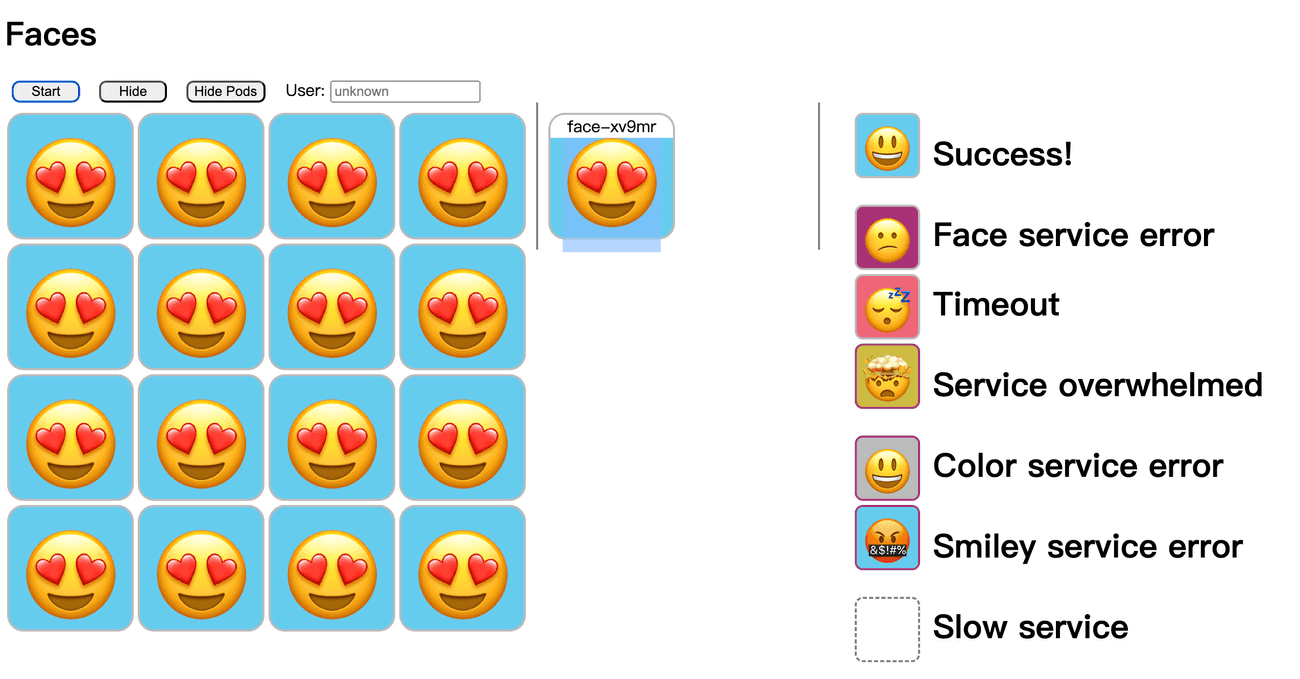 Faces
Start Hide Hide Pods User: unknown
face-xv9mr
Success!
Face service error
zzZ
Timeout
Service overwhelmed
Color service error
&$!#%
Smiley service error
Slow service